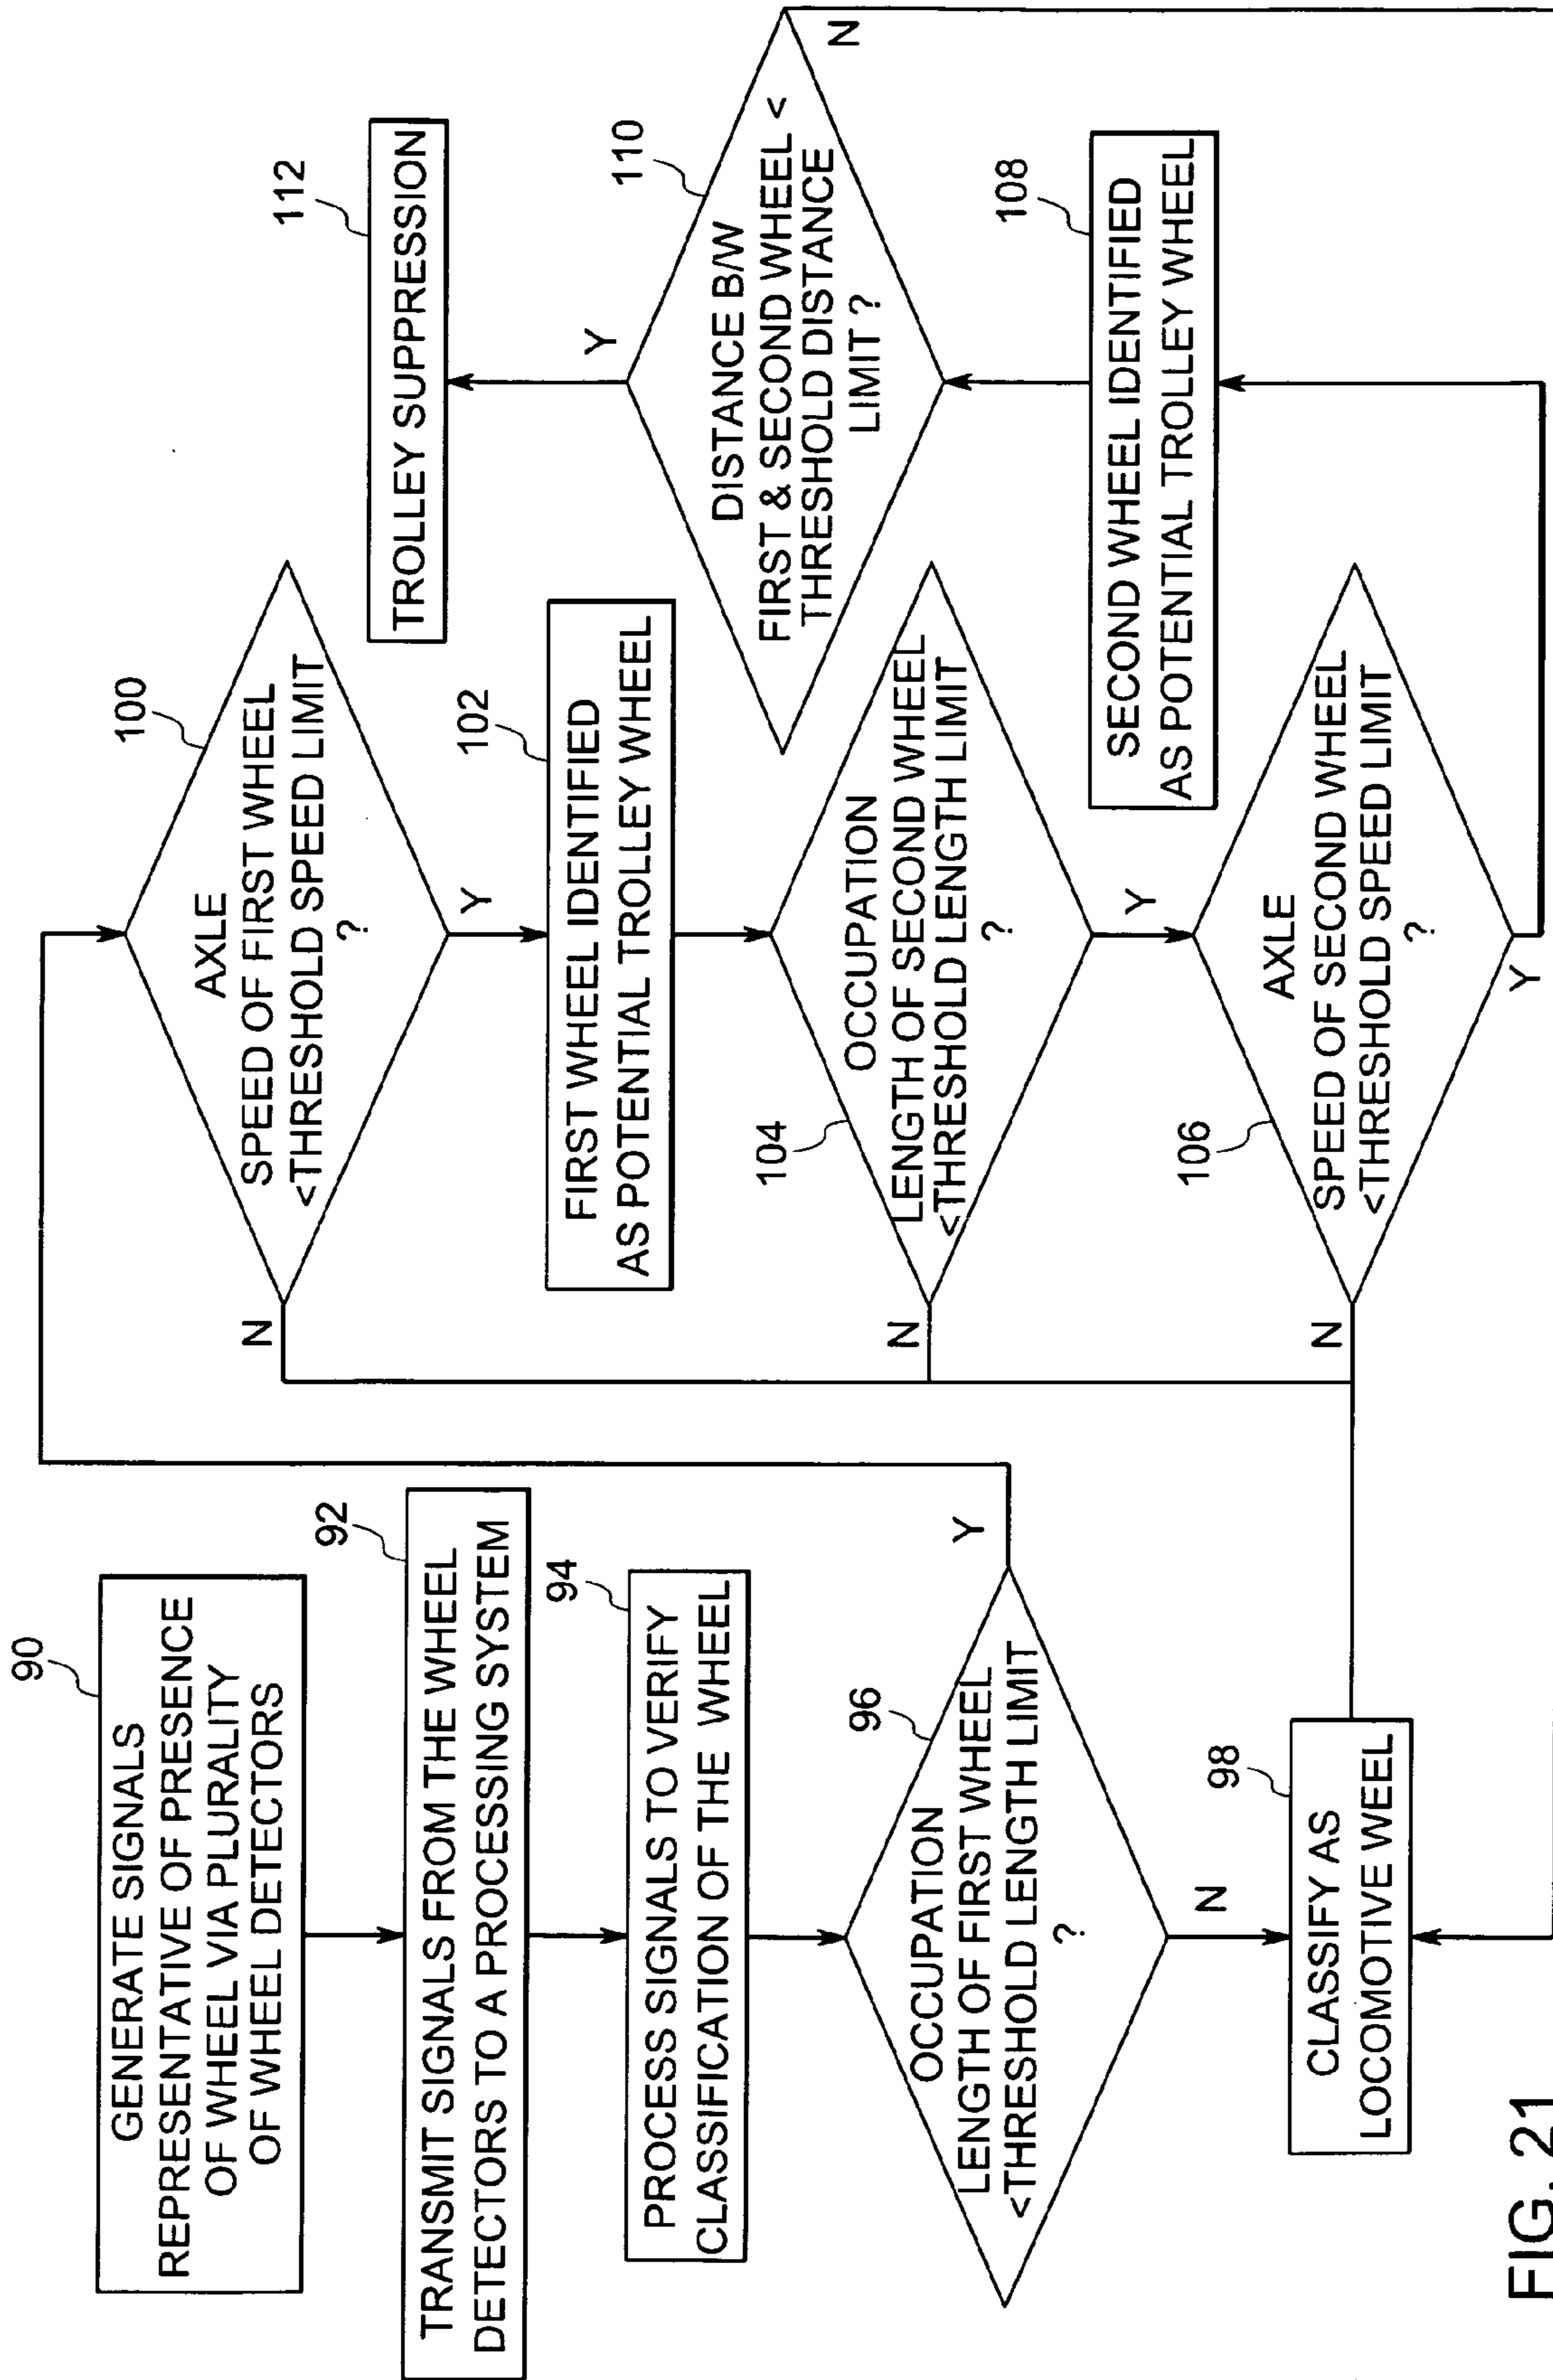 90
GENERATE SIGNALS
REPRESENTATIVE OF PRESENCE
OF WHEEL VIA PLURALITY
OF WHEEL DETECTORS
92
TRANSMIT SIGNALS FROM THE WHEEL
DETECTORS TO A PROCESSING SYSTEM
94
PROCESS SIGNALS TO VERIFY
CLASSIFICATION OF THE WHEEL
96
OCCUPATION
LENGTH OF FIRST WHEEL
<THRESHOLD LENGTH LIMIT
?
Y
N
98
CLASSIFY AS
LOCOMOTIVE WEEL
100
AXLE
SPEED OF FIRST WHEEL
<THRESHOLD SPEED LIMIT
?
N
Y
102
FIRST WHEEL IDENTIFIED
AS POTENTIAL TROLLEY WHEEL
104
OCCUPATION
LENGTH OF SECOND WHEEL
<THRESHOLD LENGTH LIMIT
?
N
Y
106
AXLE
SPEED OF SECOND WHEEL
<THRESHOLD SPEED LIMIT
?
N
Y
108
SECOND WHEEL IDENTIFIED
AS POTENTIAL TROLLEY WHEEL
110
DISTANCE B/W
FIRST & SECOND WHEEL <
THRESHOLD DISTANCE
LIMIT ?
Y
N
112
TROLLEY SUPPRESSION
FIG. 21